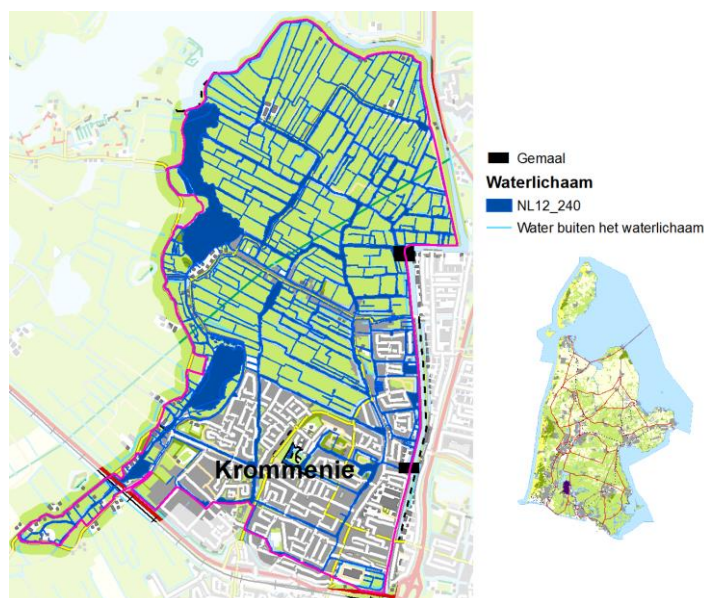 Gemaal
Waterlichaam
NL12_240
Water buiten het waterlichaam
Krommenie